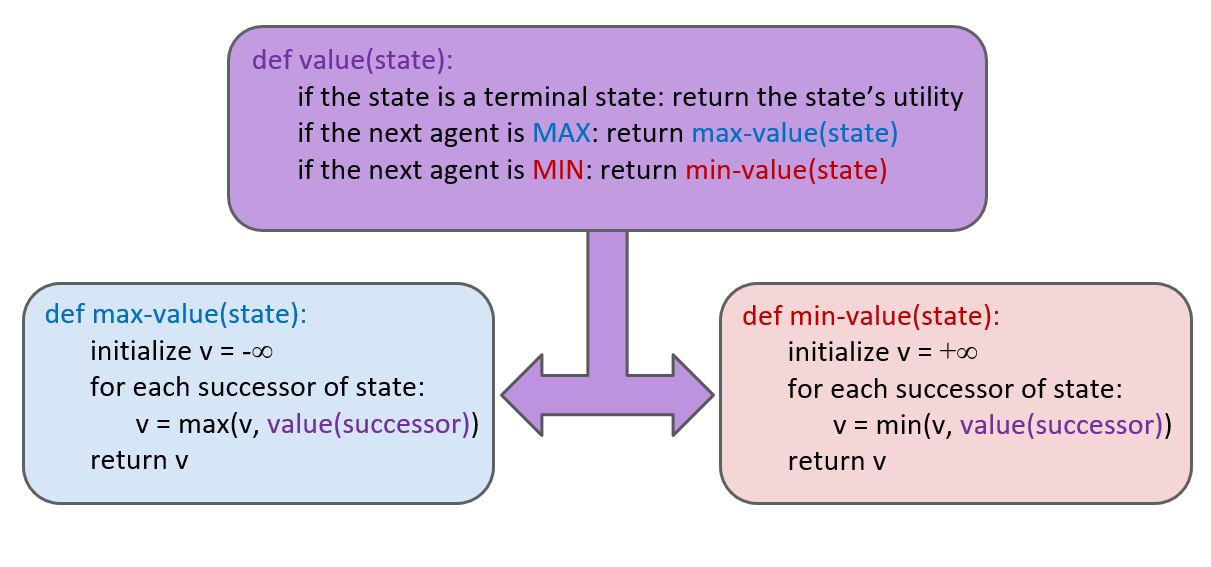 def value(state):
if the state is a terminal state: return the state’s utility
if the next agent is MAX: return max-value(state)
if the next agent is MIN: return min-value(state)
def max-value(state):
initialize v = -∞
for each successor of state:
v = max(v, value(successor))
return v
def min-value(state):
initialize v = +∞
for each successor of state:
v = min(v, value(successor))
return v